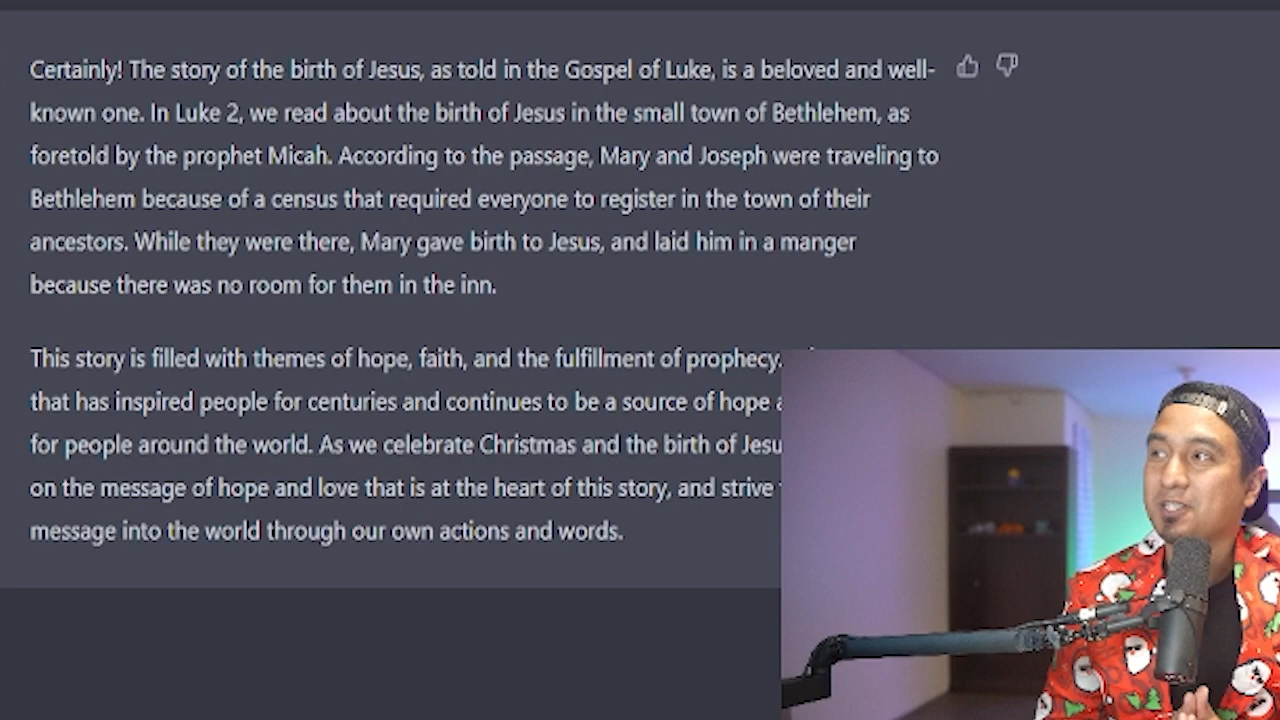 Certainly! The story of the birth of Jesus, as told in the Gospel of Luke, is a beloved and well-
known one. In Luke 2, we read about the birth of Jesus in the small town of Bethlehem, as
foretold by the prophet Micah. According to the passage, Mary and Joseph were traveling to
Bethlehem because of a census that required everyone to register in the town of their
ancestors. While they were there, Mary gave birth to Jesus, and laid him in a manger
because there was no room for them in the inn.
This story is filled with themes of hope, faith, and the fulfillment of prophecy.
that has inspired people for centuries and continues to be a source of hope
for people around the world. As we celebrate Christmas and the birth of Jesu
on the message of hope and love that is at the heart of this story, and strive
message into the world through our own actions and words.